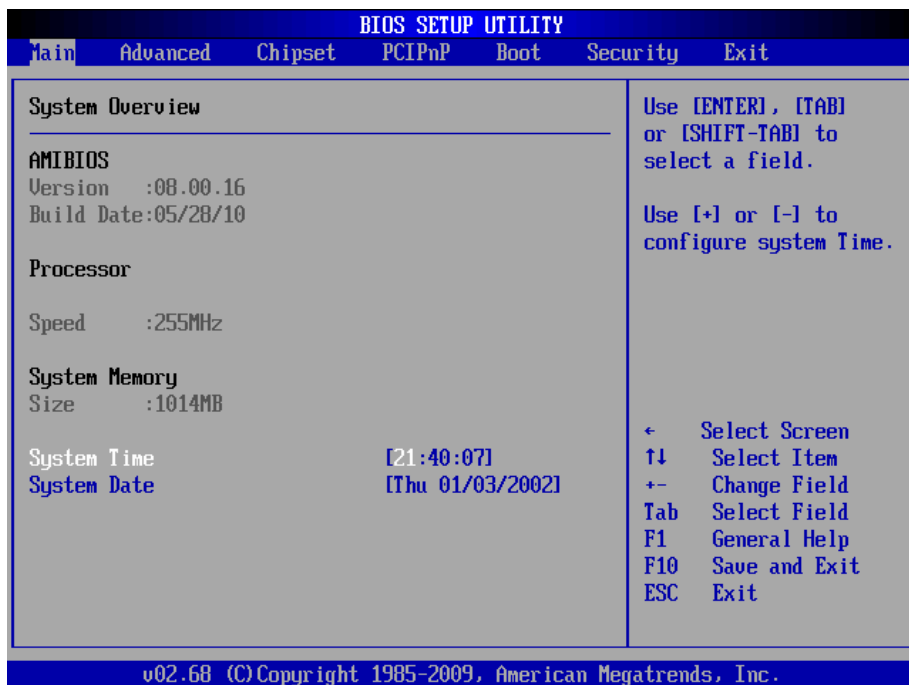 BIOS SETUP UTILITY
Main Advanced Chipset PCIPnP Boot Security Exit
System Overview
AMIBIOS
Version :08.00.16
Build Date:05/28/10
Processor
Speed :255MHz
System Memory
Size :1014MB
System Time [21:40:07]
System Date [Thu 01/03/2002]
Use [ENTER], [TAB]
or [SHIFT-TAB] to
select a field.
Use [+] or [-] to
configure system Time.
← Select Screen
↑↓ Select Item
+- Change Field
Tab Select Field
F1 General Help
F10 Save and Exit
ESC Exit
v02.68 (C)Copyright 1985-2009, American Megatrends, Inc.